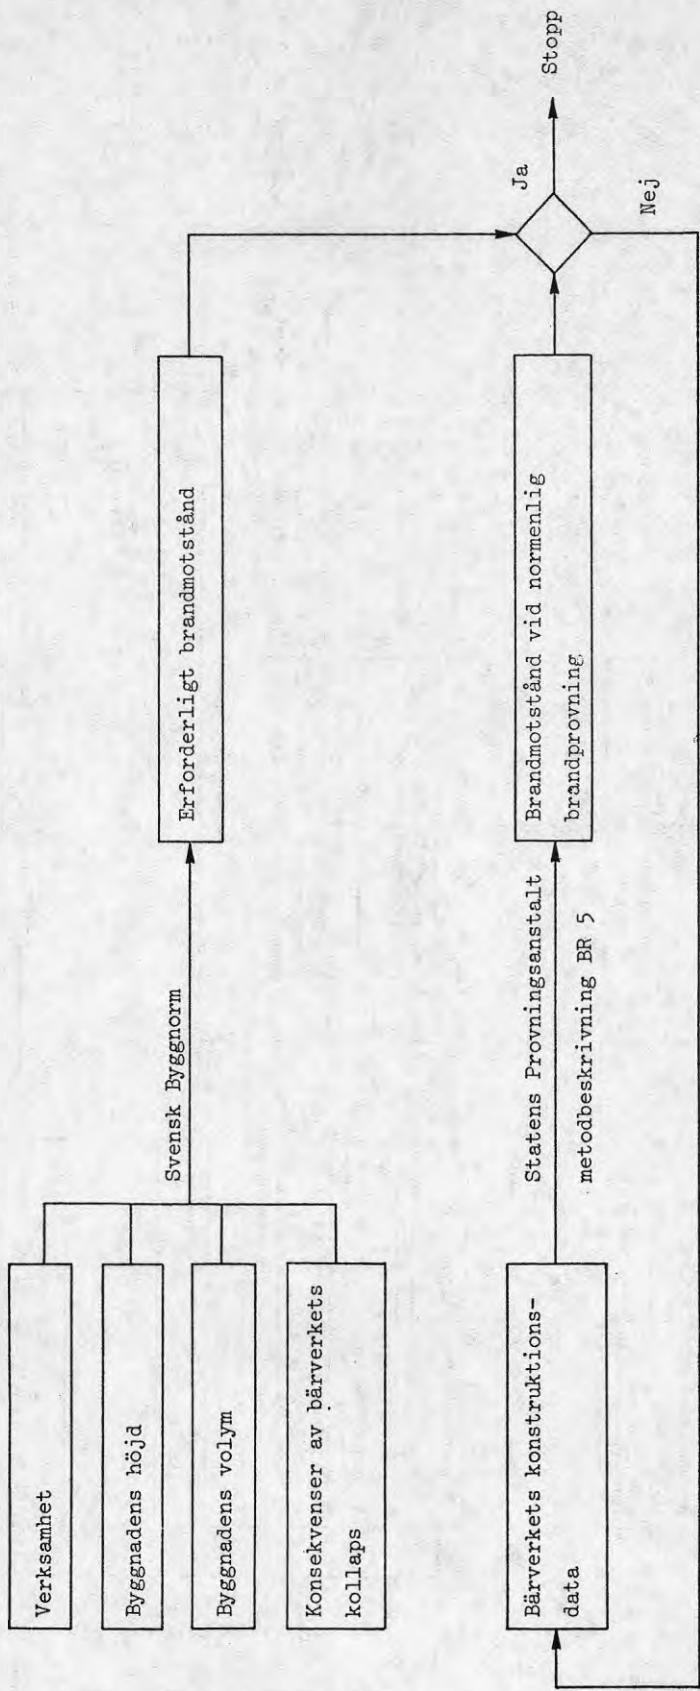 Verksamhet
Byggnadens höjd
Byggnadens volym
Konsekvenser av bärverkets
kollaps
Svensk Byggnorm
Erforderligt brandmotstånd
Bärverkets konstruktions-
data
Statens Provningsanstalt
metodbeskrivning BR 5
Brandmotstånd vid normenlig
brandprovning
Ja
Stopp
Nej